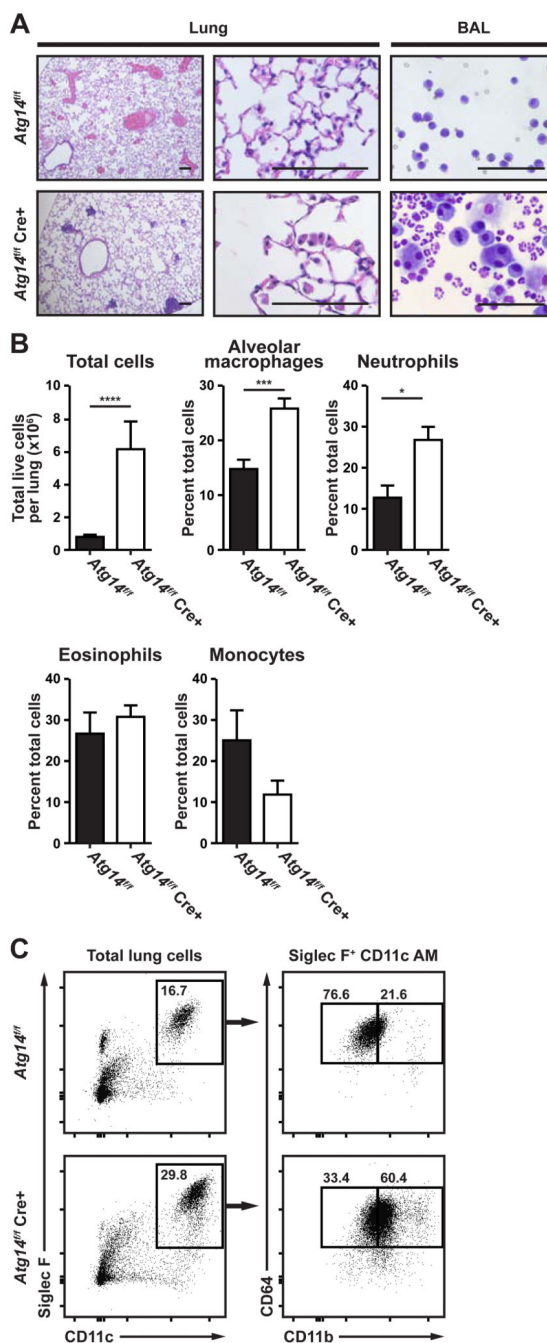 A
Lung
BAL
Atg14f/f
Atg14f/f Cre+
B
Total cells
Total live cells
per lung (x10⁶)
10
8
6
4
2
0
****
Atg14f/f
Atg14f/f Cre+
Alveolar
macrophages
Percent total cells
30
20
10
0
***
Atg14f/f
Atg14f/f Cre+
Neutrophils
Percent total cells
40
30
20
10
0
*
Atg14f/f
Atg14f/f Cre+
Eosinophils
Percent total cells
40
30
20
10
0
Atg14f/f
Atg14f/f Cre+
Monocytes
Percent total cells
40
30
20
10
0
Atg14f/f
Atg14f/f Cre+
C
Total lung cells
Siglec F⁺ CD11c AM
Atg14f/f
16.7
76.6 21.6
Atg14f/f Cre+
29.8
33.4 60.4
Siglec F
CD64
CD11c
CD11b